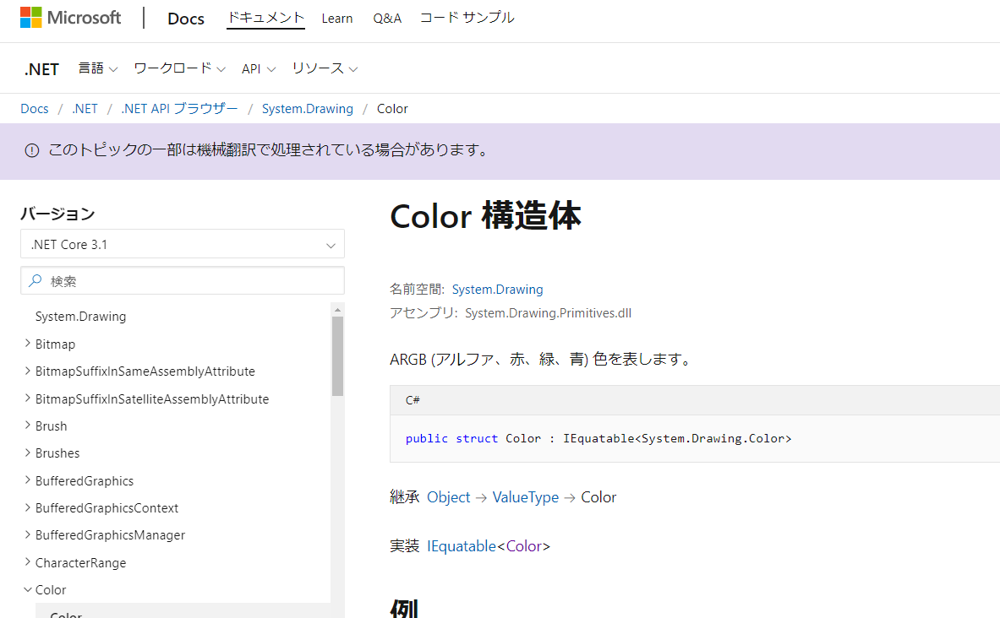 Microsoft Docs ドキュメント Learn Q&A コード サンプル
.NET 言語 ワークロード API リソース
Docs / .NET / .NET API ブラウザー / System.Drawing / Color
このトピックの一部は機械翻訳で処理されている場合があります。
バージョン
.NET Core 3.1
検索
System.Drawing
Bitmap
BitmapSuffixInSameAssemblyAttribute
BitmapSuffixInSatelliteAssemblyAttribute
Brush
Brushes
BufferedGraphics
BufferedGraphicsContext
BufferedGraphicsManager
CharacterRange
Color
Color
Color 構造体
名前空間: System.Drawing
アセンブリ: System.Drawing.Primitives.dll
ARGB (アルファ、赤、緑、青) 色を表します。
C#
public struct Color : IEquatable<System.Drawing.Color>
継承 Object → ValueType → Color
実装 IEquatable<Color>
例